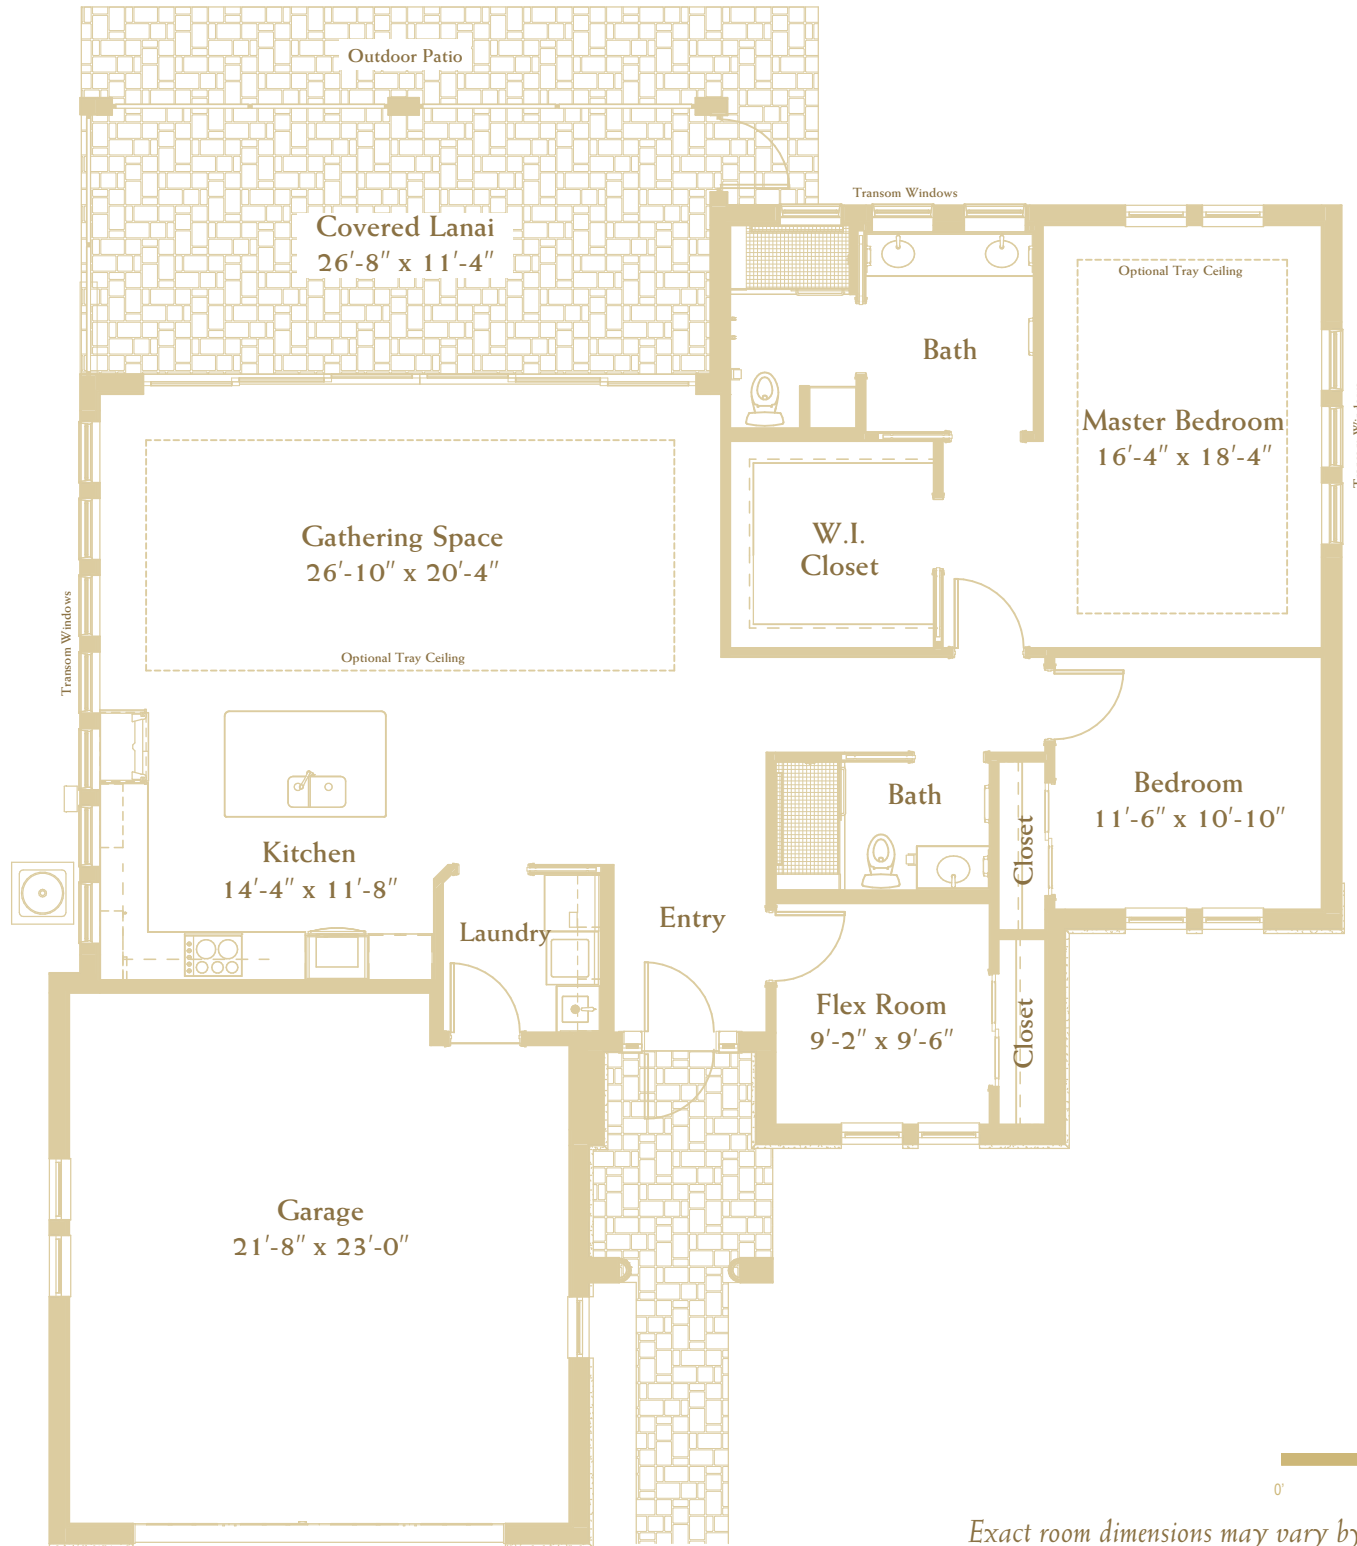 Outdoor Patio
Transom Windows
Covered Lanai
26'-8" x 11'-4"
Optional Tray Ceiling
Bath
Master Bedroom
16'-4" x 18'-4"
Gathering Space
26'-10" x 20'-4"
W.I.
Closet
Transom Windows
Optional Tray Ceiling
Bedroom
11'-6" x 10'-10"
Bath
Closet
Kitchen
14'-4" x 11'-8"
Laundry
Entry
Flex Room
9'-2" x 9'-6"
Closet
Garage
21'-8" x 23'-0"
0'
Exact room dimensions may vary by